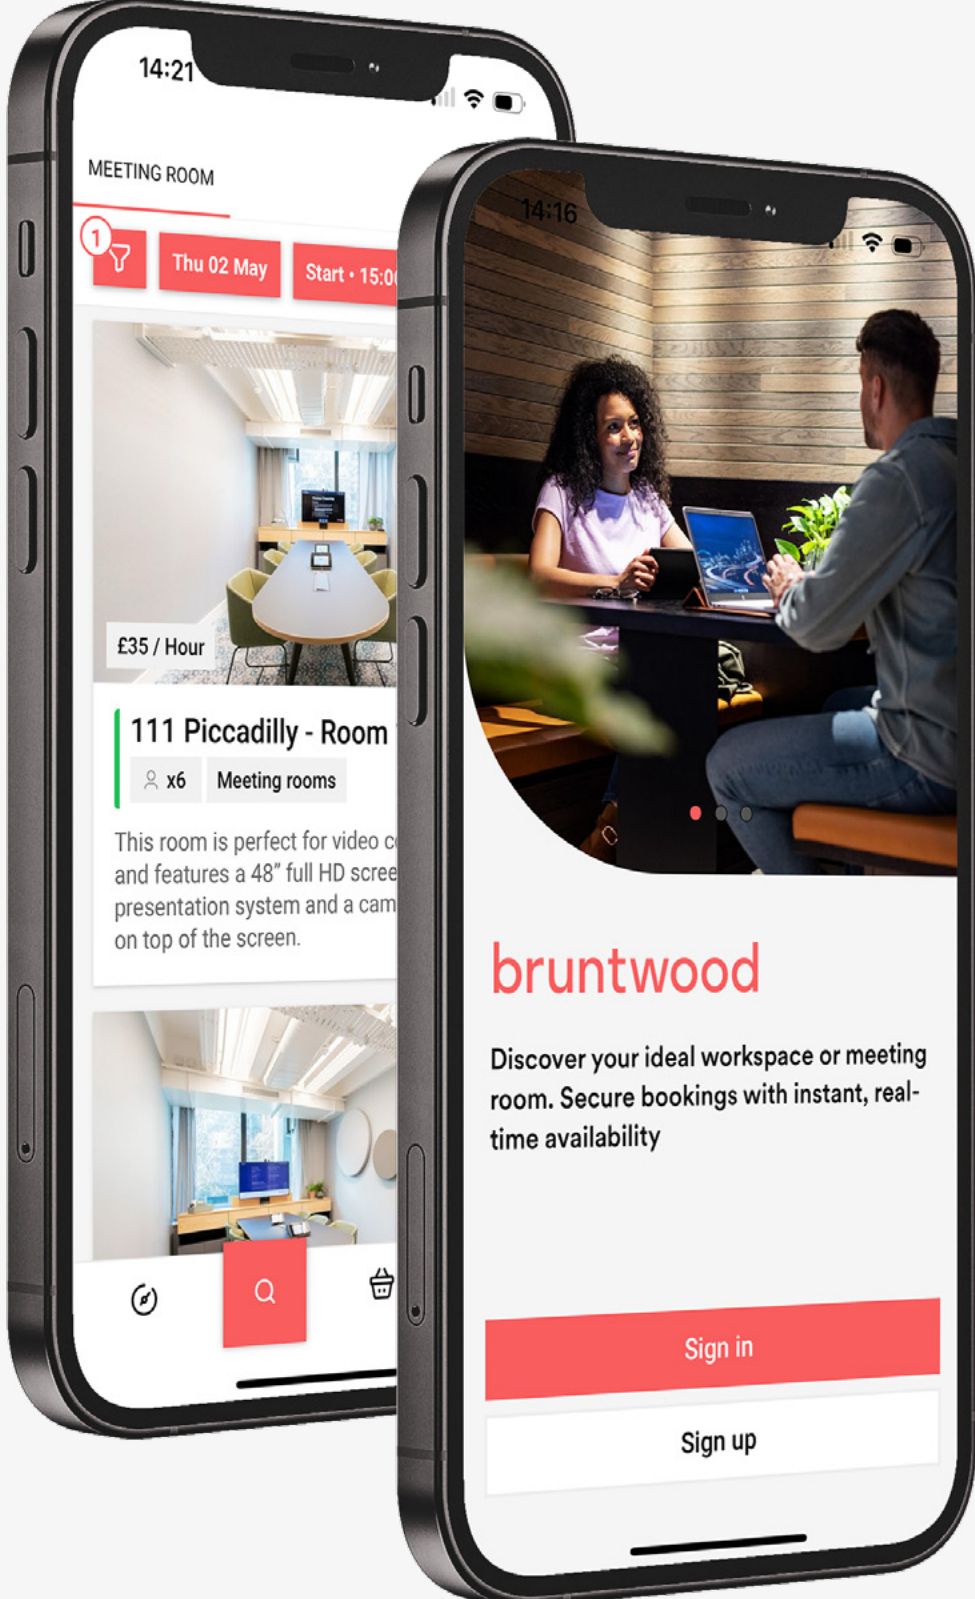 14:21
MEETING ROOM
1
Thu 02 May
Start • 15:00
£35 / Hour
111 Piccadilly - Room
x6
Meeting rooms
This room is perfect for video
and features a 48” full HD
presentation system and a
on top of the screen.
14:16
bruntwood
Discover your ideal workspace or meeting
room. Secure bookings with instant, real-
time availability
Sign in
Sign up